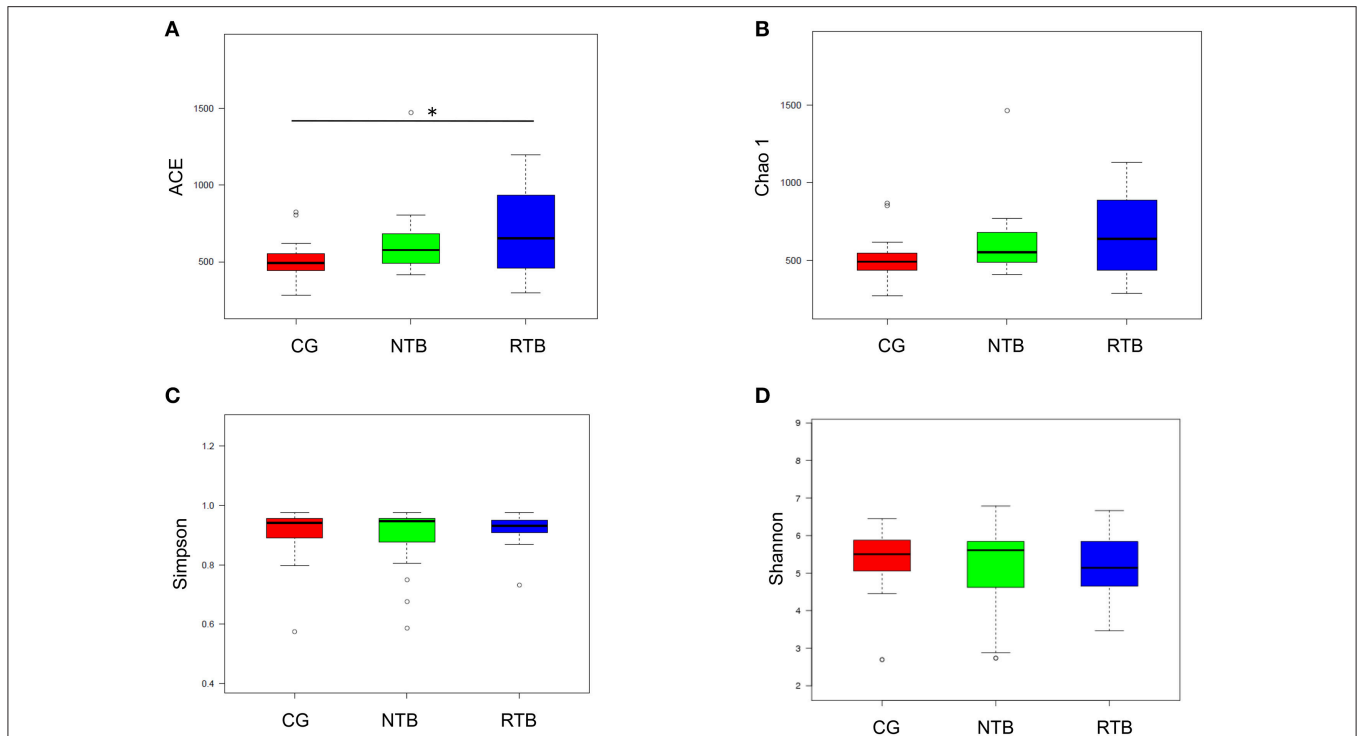 A
ACE
1500
1000
500
*
CG NTB RTB
B
Chao 1
1500
1000
500
CG NTB RTB
C
Simpson
1.2
1.0
0.8
0.6
0.4
CG NTB RTB
D
Shannon
9
8
7
6
5
4
3
2
CG NTB RTB